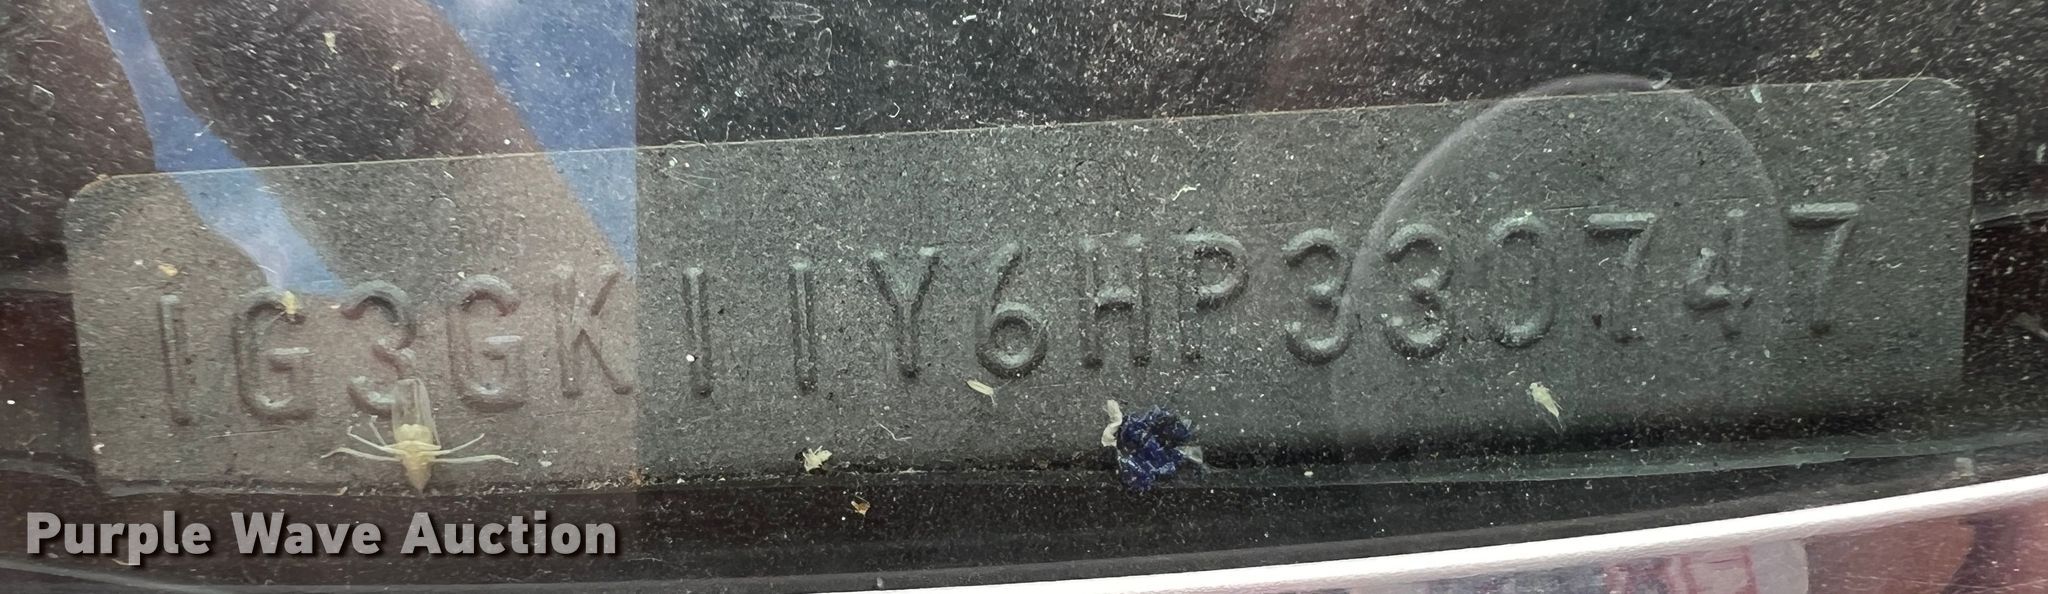 1G3GK11Y6HP330747
Purple Wave Auction